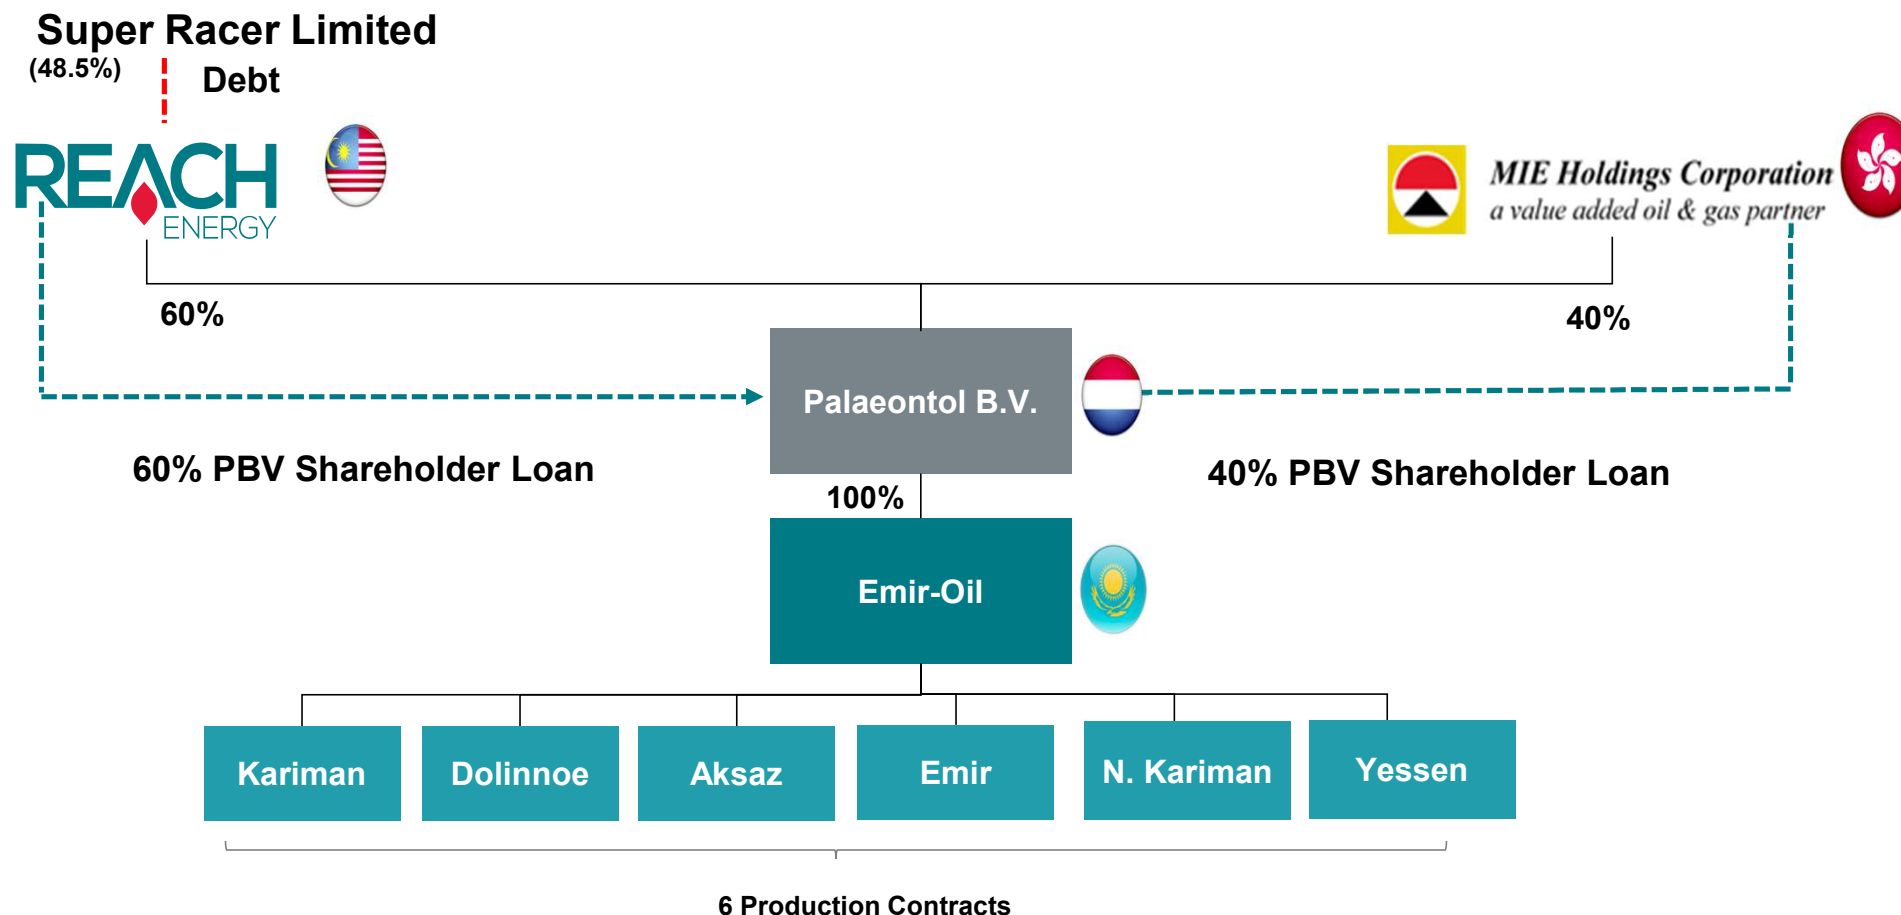 Super Racer Limited
(48.5%)
Debt
REACH
ENERGY
MIE Holdings Corporation
a value added oil & gas partner
60%
40%
Palaeontol B.V.
60% PBV Shareholder Loan
40% PBV Shareholder Loan
100%
Emir-Oil
Kariman
Dolinnoe
Aksaz
Emir
N. Kariman
Yessen
6 Production Contracts